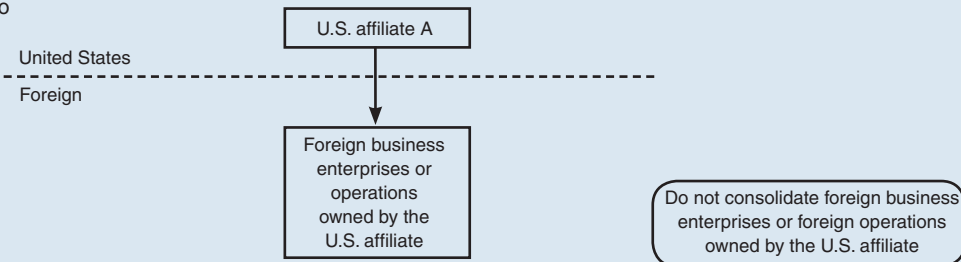 o
U.S. affiliate A
United States
Foreign
Foreign business
enterprises or
operations
owned by the
U.S. affiliate
Do not consolidate foreign business
enterprises or foreign operations
owned by the U.S. affiliate